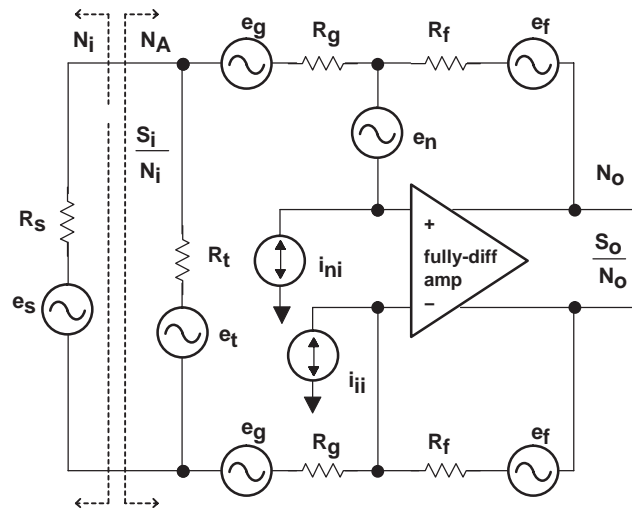 Ni
NA
eg
Rg
Rf
ef
en
Si
Ni
No
Rs
Rt
ini
+
fully-diff
amp
−
So
No
es
et
iii
eg
Rg
Rf
ef